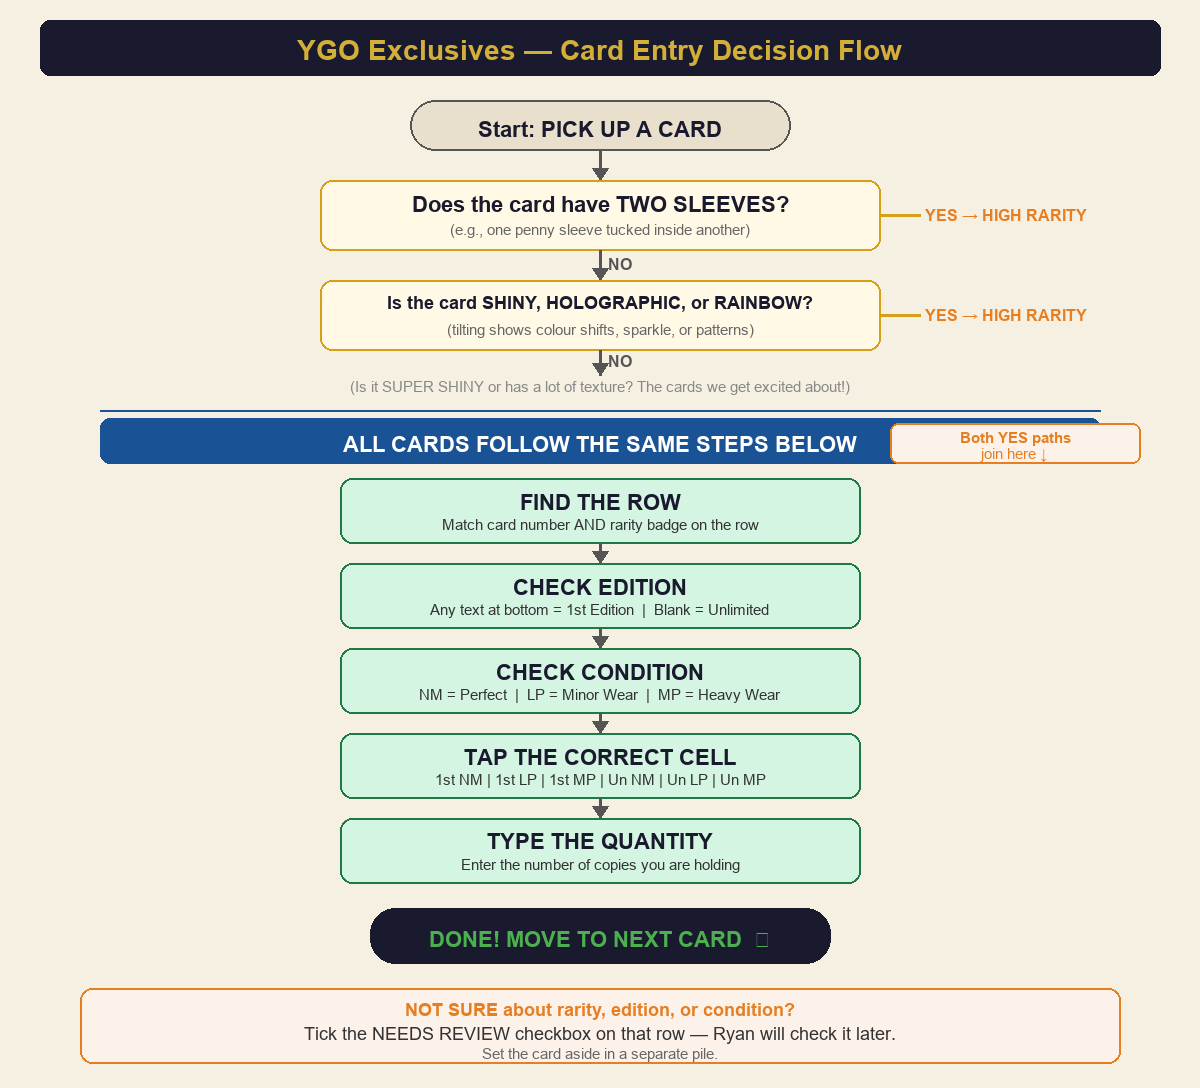 YGO Exclusives — Card Entry Decision Flow
Start: PICK UP A CARD
Does the card have TWO SLEEVES?
(e.g., one penny sleeve tucked inside another)
YES → HIGH RARITY
NO
Is the card SHINY, HOLOGRAPHIC, or RAINBOW?
(tilting shows colour shifts, sparkle, or patterns)
YES → HIGH RARITY
NO
(Is it SUPER SHINY or has a lot of texture? The cards we get excited about!)
ALL CARDS FOLLOW THE SAME STEPS BELOW
Both YES paths
join here ↓
FIND THE ROW
Match card number AND rarity badge on the row
CHECK EDITION
Any text at bottom = 1st Edition | Blank = Unlimited
CHECK CONDITION
NM = Perfect | LP = Minor Wear | MP = Heavy Wear
TAP THE CORRECT CELL
1st NM | 1st LP | 1st MP | Un NM | Un LP | Un MP
TYPE THE QUANTITY
Enter the number of copies you are holding
DONE! MOVE TO NEXT CARD
NOT SURE about rarity, edition, or condition?
Tick the NEEDS REVIEW checkbox on that row — Ryan will check it later.
Set the card aside in a separate pile.